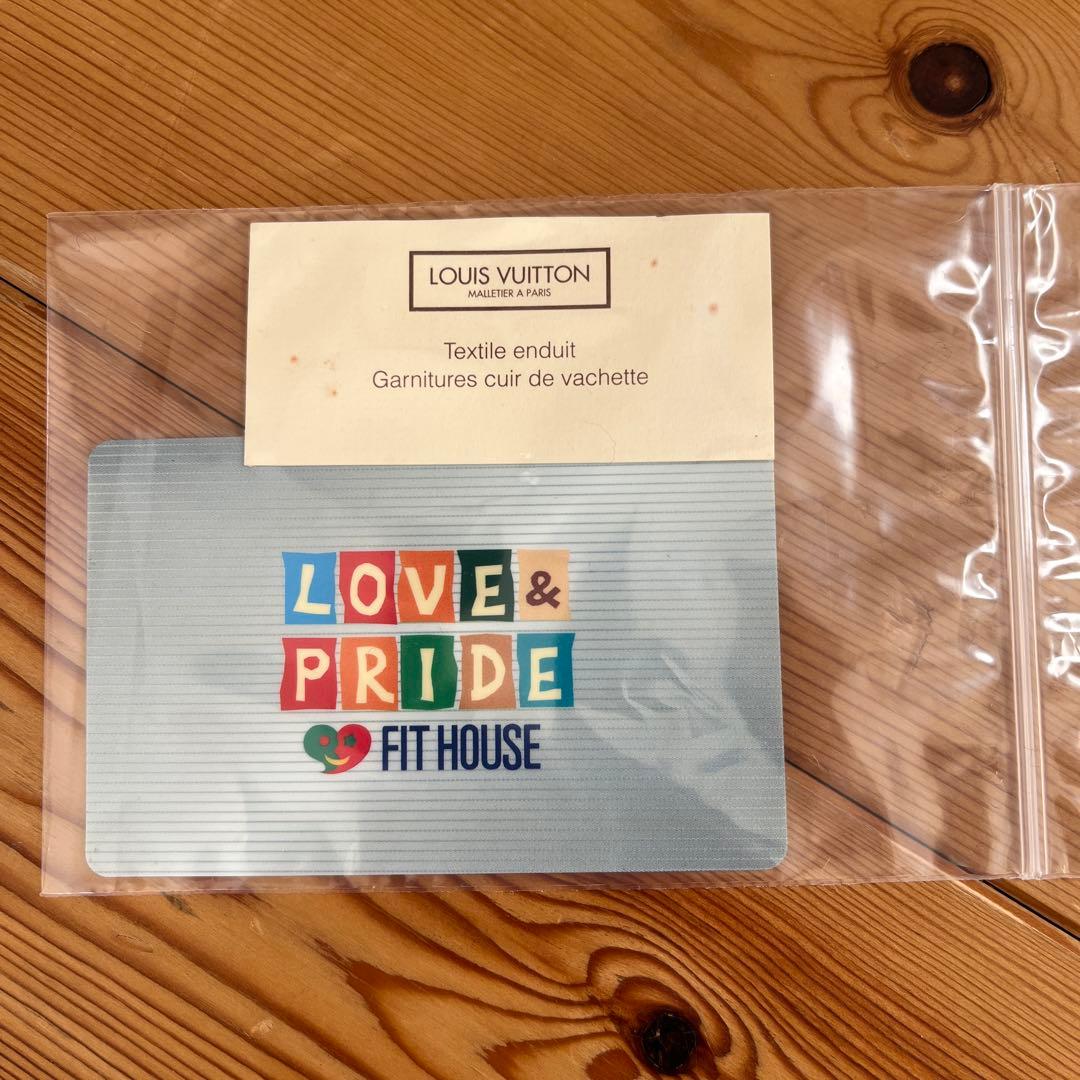 LOUIS VUITTON
MALLETIER A PARIS
Textile enduit
Garnitures cuir de vachette
LOVE &
PRIDE
FIT HOUSE